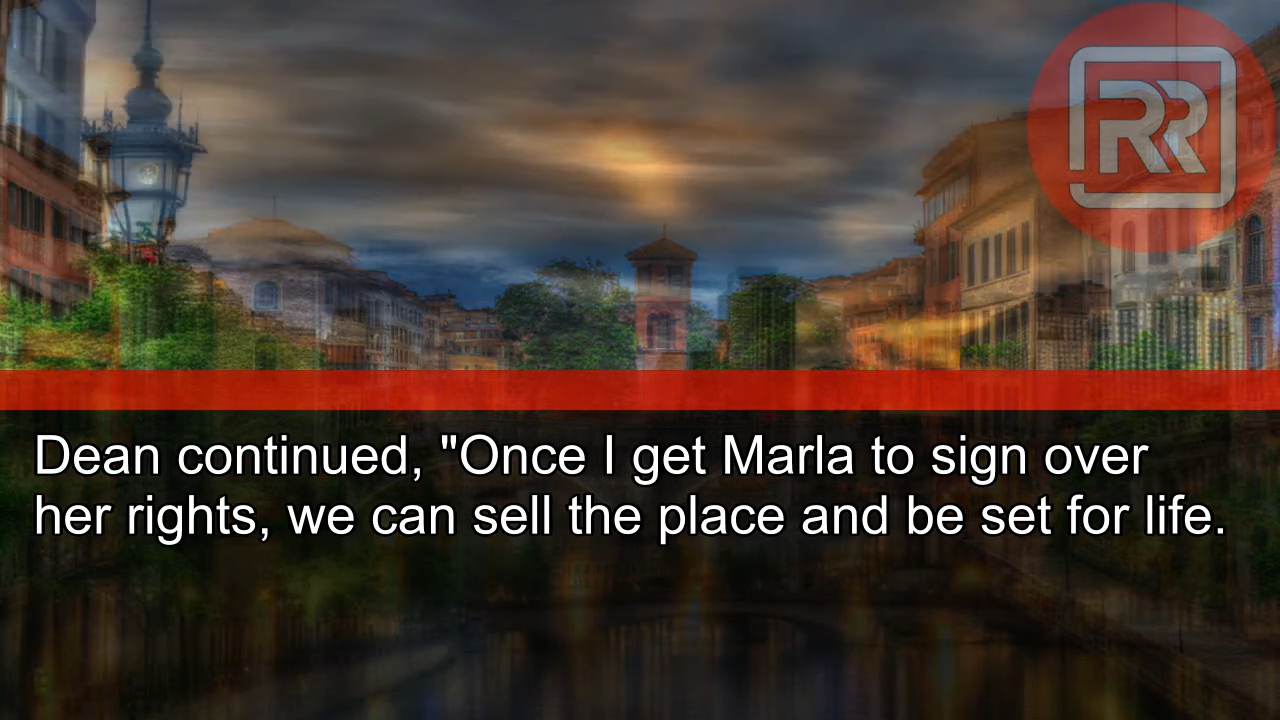 RR
Dean continued, "Once I get Marla to sign over
her rights, we can sell the place and be set for life.